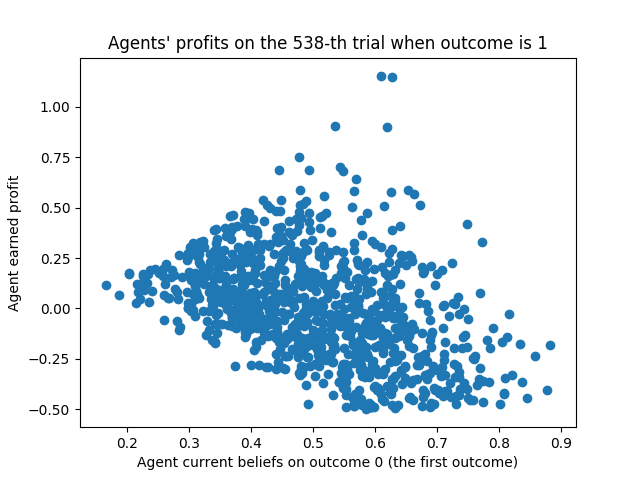 Agents' profits on the 538-th trial when outcome is 1
1.00
0.75
0.50
0.25
0.00
−0.25
−0.50
Agent earned profit
0.2 0.3 0.4 0.5 0.6 0.7 0.8 0.9
Agent current beliefs on outcome 0 (the first outcome)